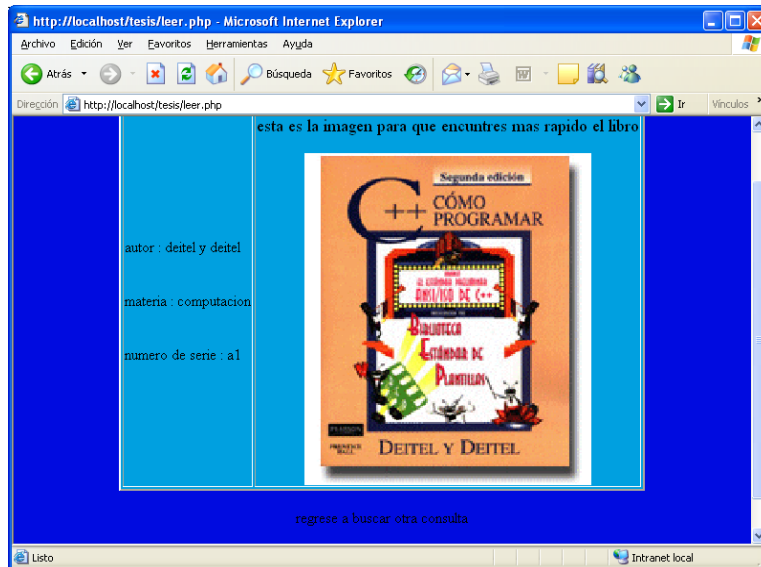 http://localhost/tesis/leer.php - Microsoft Internet Explorer
Archivo Edición Ver Favoritos Herramientas Ayuda
Atrás Búsqueda Favoritos
Dirección http://localhost/tesis/leer.php Ir Vínculos
esta es la imagen para que encuntres mas rapido el libro
Segunda edición
C++ CÓMO
PROGRAMAR
ANSI/ISO DE C++
BIBLIOTECA
ESTÁNDAR DE
PLANTILLAS
PEARSON
PRENTICE
HALL
DEITEL Y DEITEL
autor : deitel y deitel
materia : computacion
numero de serie : a1
regrese a buscar otra consulta
Listo Intranet local